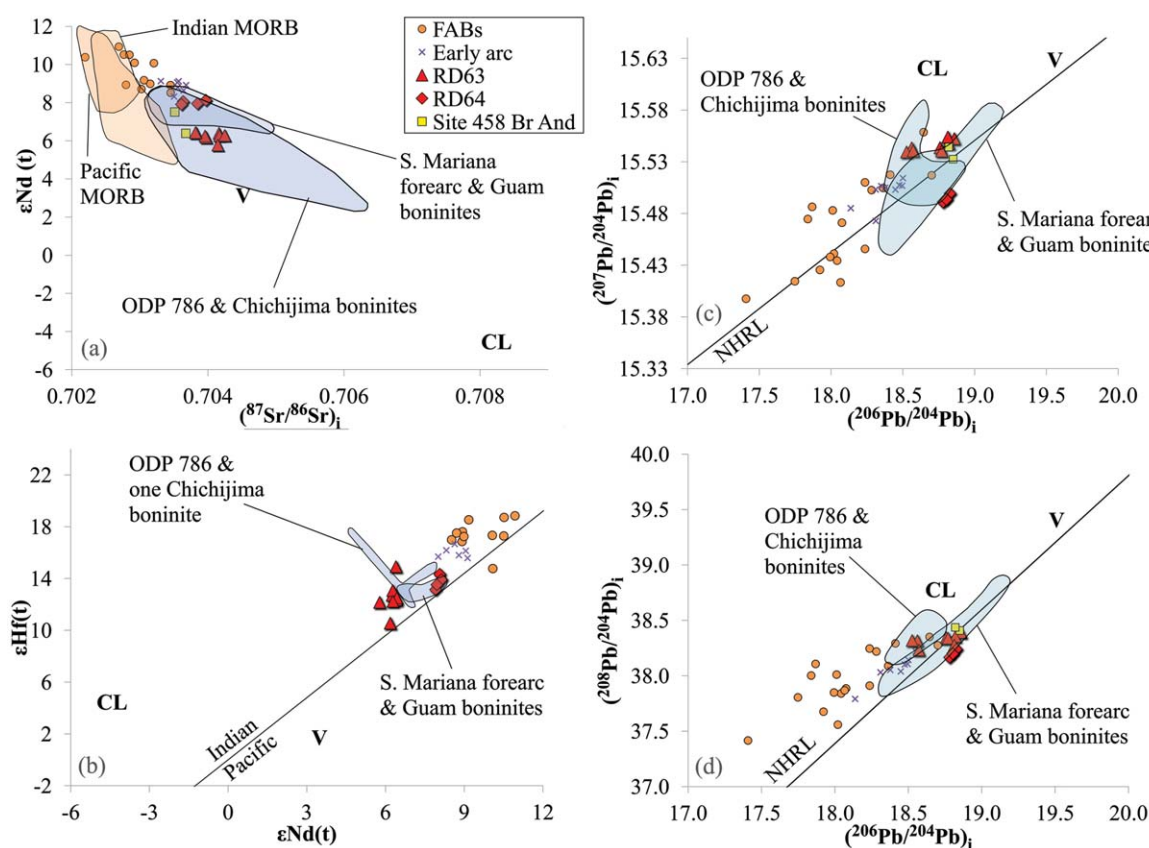 12
10
8
6
4
2
0
-2
-4
-6
εNd (t)
Indian MORB
Pacific
MORB
V
S. Mariana
forearc & Guam
boninites
ODP 786 & Chichijima boninites
CL
(a)
0.702
0.704
0.706
0.708
(⁸⁷Sr/⁸⁶Sr)ᵢ
FABs
Early arc
RD63
RD64
Site 458 Br And
15.63
15.58
15.53
15.48
15.43
15.38
15.33
(²⁰⁷Pb/²⁰⁴Pb)ᵢ
CL
V
ODP 786 &
Chichijima boninites
S. Mariana forear
& Guam boninite
(c)
NHRL
17.0
17.5
18.0
18.5
19.0
19.5
20.0
(²⁰⁶Pb/²⁰⁴Pb)ᵢ
22
18
14
10
6
2
-2
εHf(t)
ODP 786 &
one Chichijima
boninite
S. Mariana forearc
& Guam boninites
CL
V
Indian
Pacific
(b)
-6
-3
0
3
6
9
12
εNd(t)
40.0
39.5
39.0
38.5
38.0
37.5
37.0
(²⁰⁸Pb/²⁰⁴Pb)ᵢ
V
ODP 786 &
Chichijima
boninites
CL
S. Mariana forearc
& Guam boninites
(d)
NHRL
17.0
17.5
18.0
18.5
19.0
19.5
20.0
(²⁰⁶Pb/²⁰⁴Pb)ᵢ